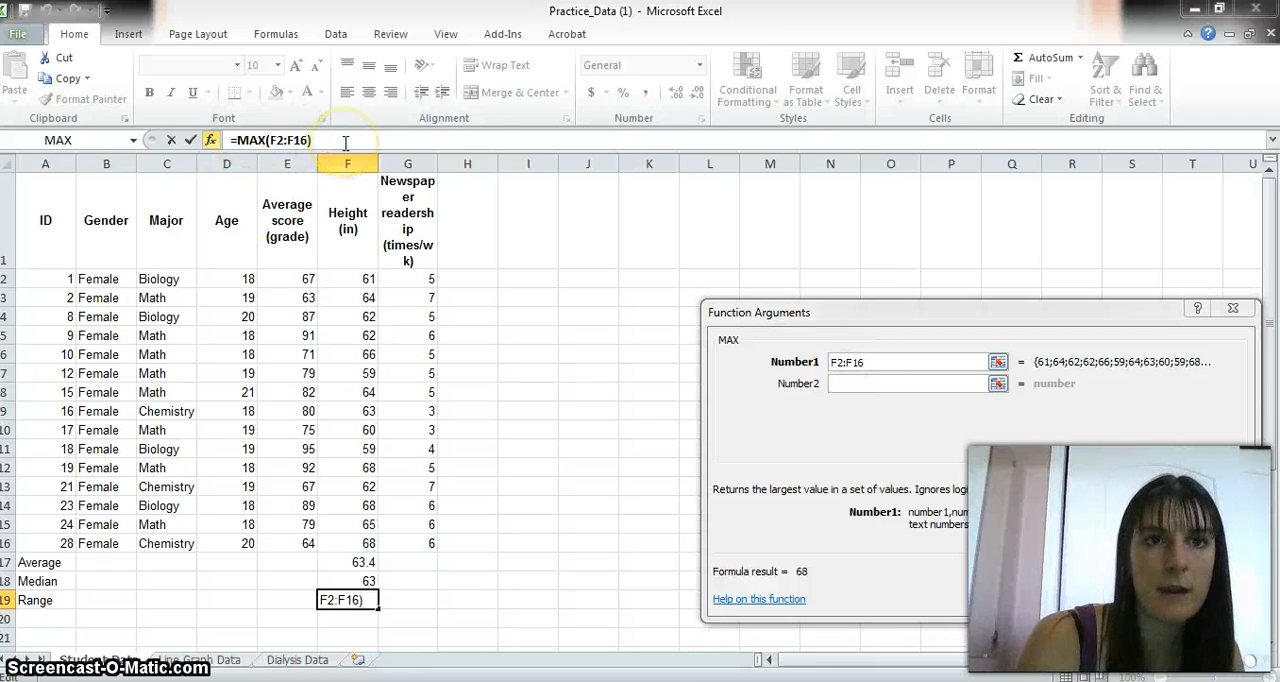 Practice_Data (1) - Microsoft Excel
File Home Insert Page Layout Formulas Data Review View Add-Ins Acrobat
Cut
Copy
Format Painter
Paste
Clipboard
10
A A
B I U A
Font
Wrap Text
Merge & Center
Alignment
General
$ % ,
Number
Conditional Formatting
Format as Table
Cell Styles
Styles
Insert Delete Format
Cells
Σ AutoSum
Fill
Clear
Sort & Filter
Find & Select
MAX fx =MAX(F2:F16)
A B C D E F G H I J K L M N O P Q R S T U
1 ID Gender Major Age Average score (grade) Height (in) Newspap er readersh ip (times/w k)
2 1 Female Biology 18 67 61 5
3 2 Female Math 19 63 64 7
4 8 Female Biology 20 87 62 5
5 9 Female Math 18 91 62 6
6 10 Female Math 18 71 66 5
7 12 Female Math 19 79 59 5
8 15 Female Math 21 82 64 5
9 16 Female Chemistry 18 80 63 3
10 17 Female Chemistry 19 75 60 3
11 18 Female Biology 19 95 59 4
12 19 Female Math 18 92 68 5
13 21 Female Chemistry 19 67 62 7
14 23 Female Biology 18 89 68 6
15 24 Female Math 18 79 65 6
16 28 Female Chemistry 20 64 68 6
17 Average 63.4
18 Median 63
19 Range F2:F16)
20
21
Function Arguments
MAX
Number1 F2:F16 = {61;64;62;62;66;59;64;63;60;59;68...
Number2 = number
Returns the largest value in a set of values. Ignores logi
Number1: number1,num
text numbers
Formula result = 68
Help on this function
Student Data Line Graph Data Dialysis Data
Screencast-O-Matic.com
Edit
100%